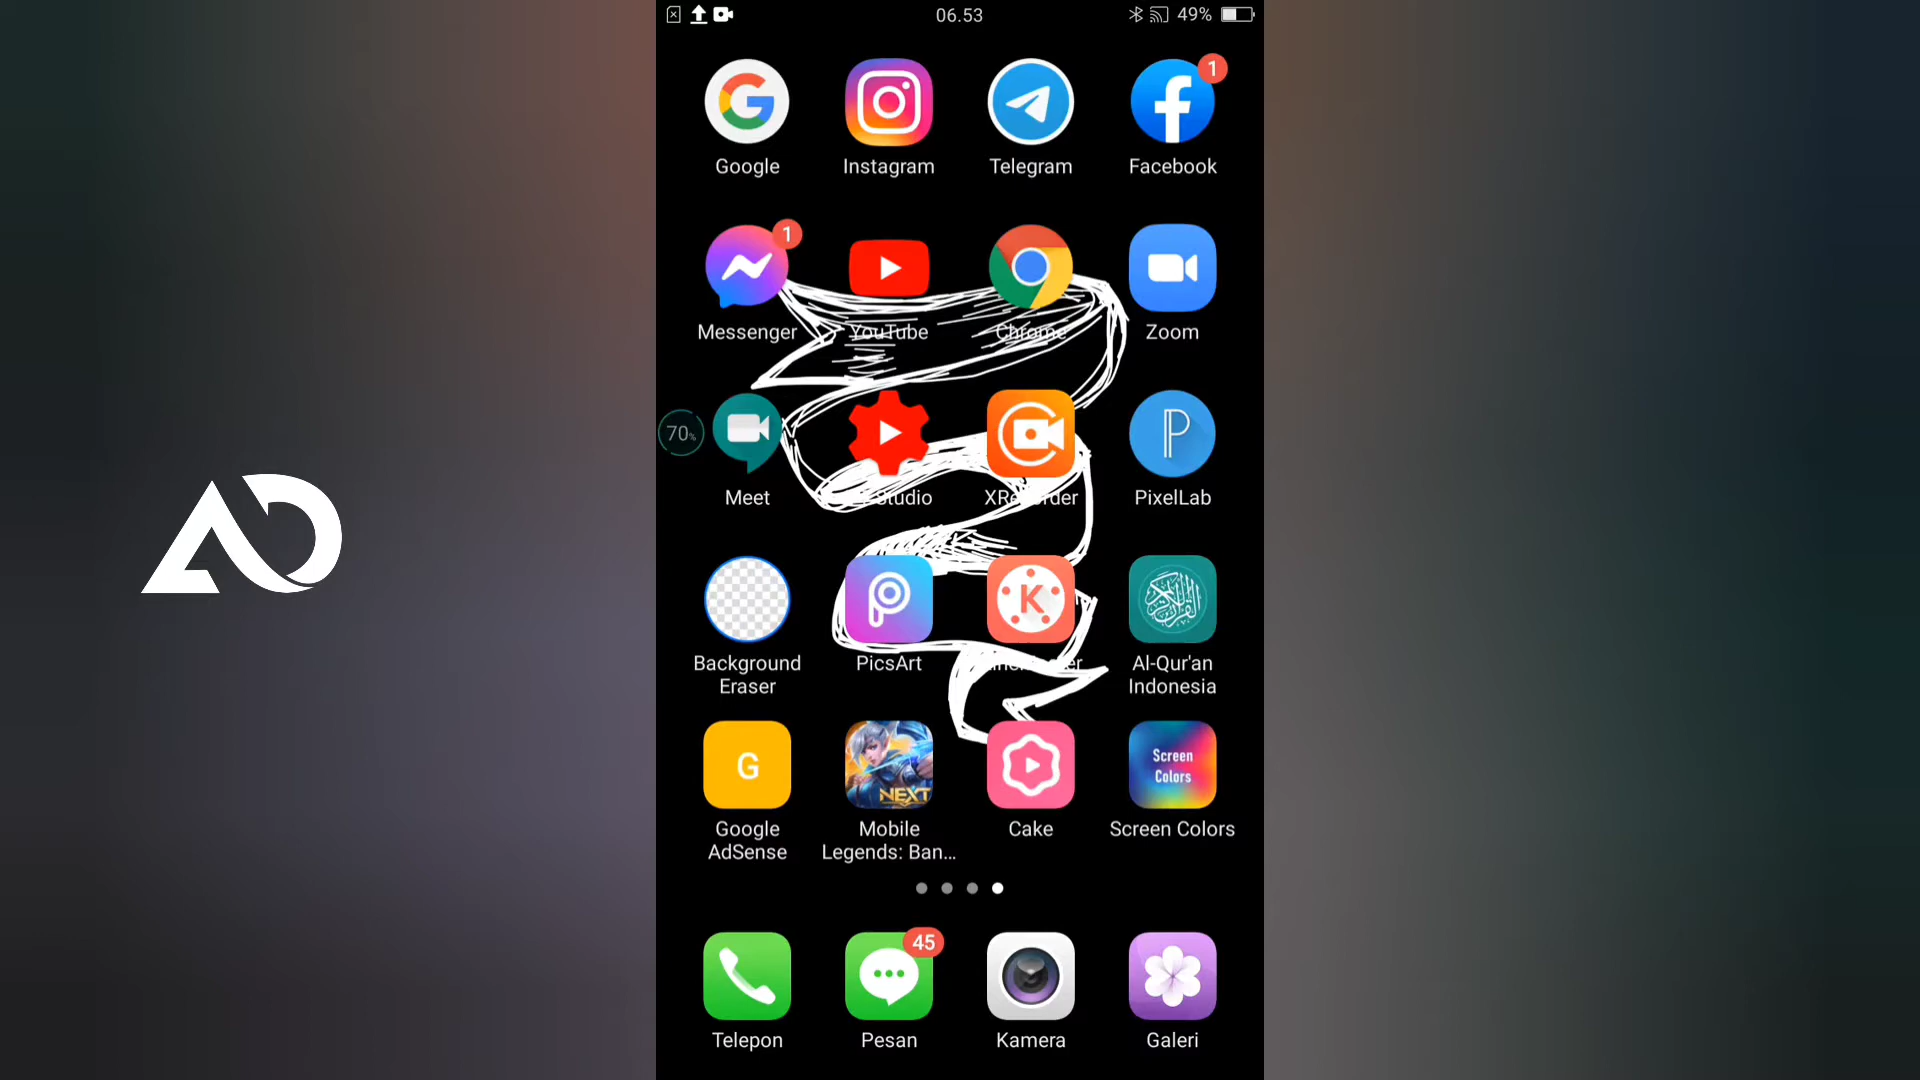 06.53
49%
1
Google
Instagram
Telegram
Facebook
1
Messenger
YouTube
Chrome
Zoom
70%
Meet
Studio
XRecorder
PixelLab
Background
Eraser
PicsArt
Al-Qur'an
Indonesia
G
NEXT
Screen
Colors
Google
AdSense
Mobile
Legends: Ban...
Cake
Screen Colors
45
Telepon
Pesan
Kamera
Galeri